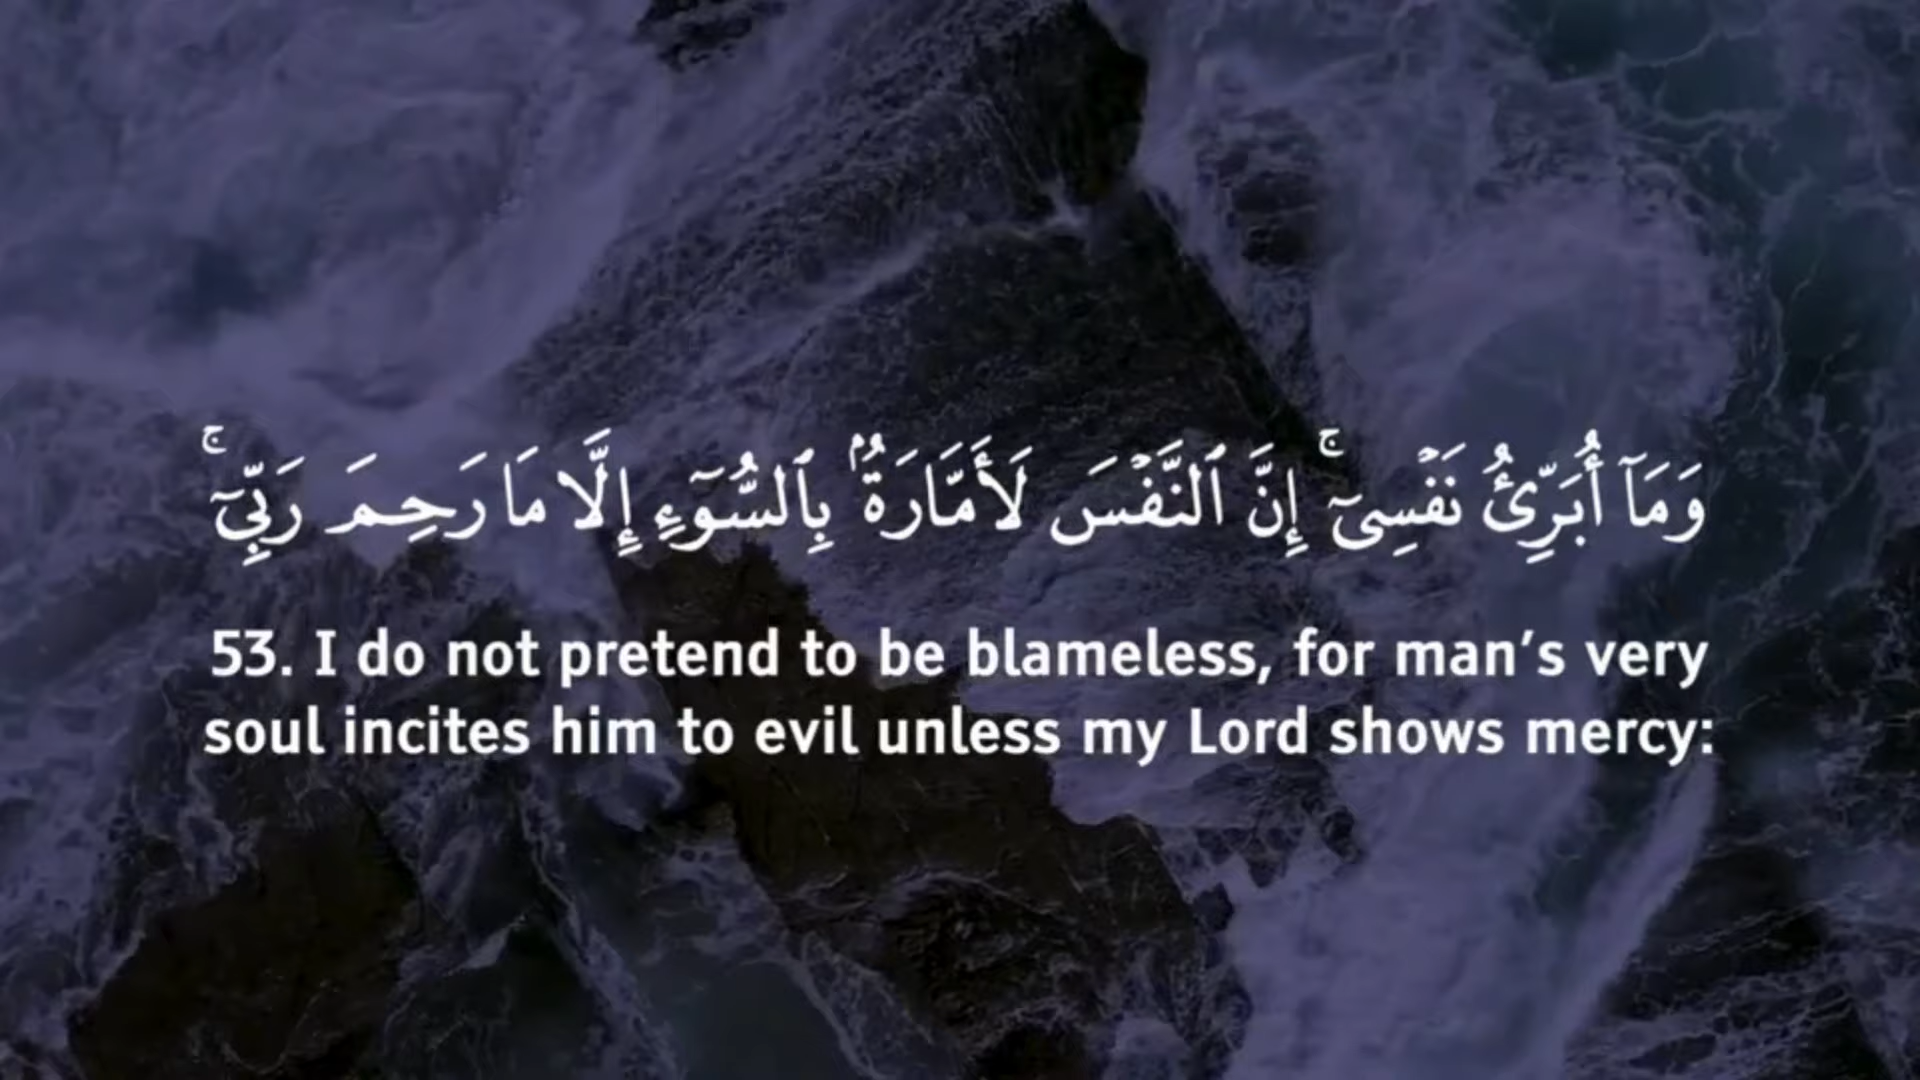 وَمَآ أُبَرِّئُ نَفْسِىٓ ۚ إِنَّ ٱلنَّفْسَ لَأَمَّارَةٌۢ بِٱلسُّوٓءِ إِلَّا مَا رَحِمَ رَبِّىٓ ۚ
53. I do not pretend to be blameless, for man’s very
soul incites him to evil unless my Lord shows mercy: